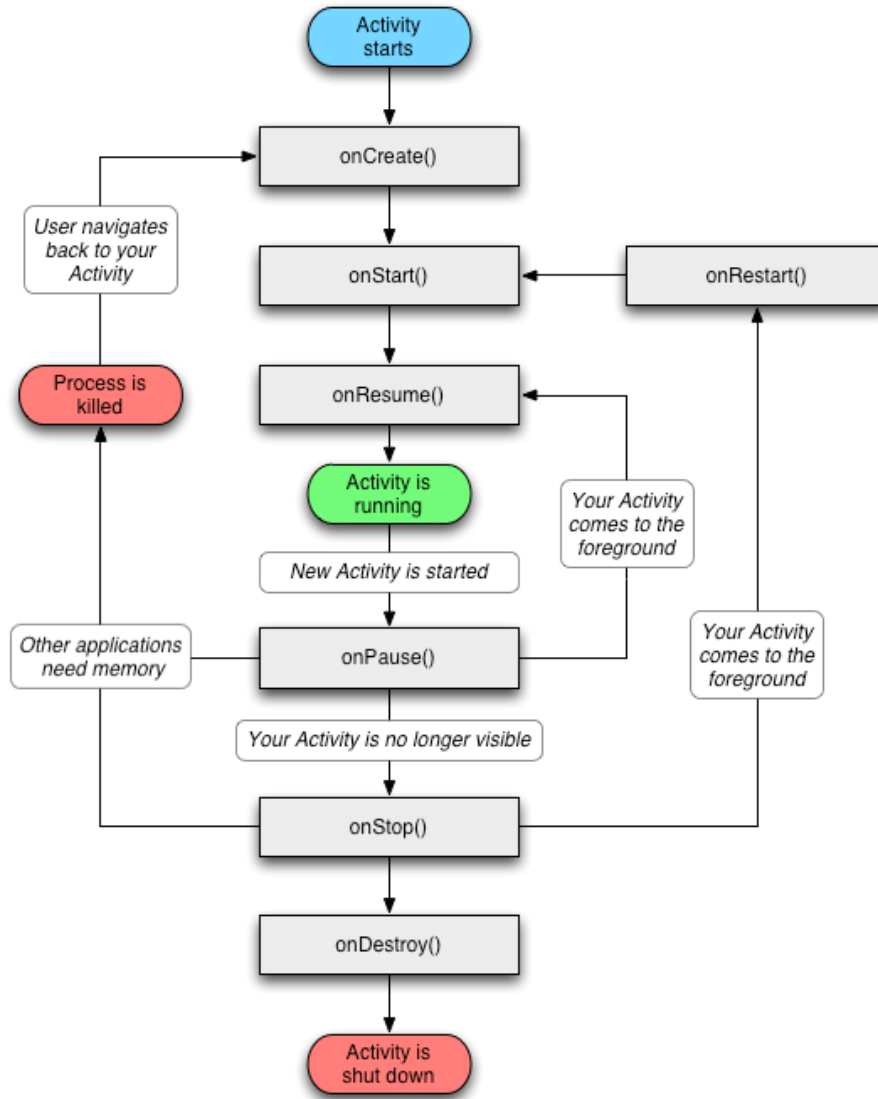 Activity
starts
onCreate()
User navigates
back to your
Activity
onStart()
onRestart()
Process is
killed
onResume()
Activity is
running
Your Activity
comes to the
foreground
New Activity is started
Other applications
need memory
onPause()
Your Activity
comes to the
foreground
Your Activity is no longer visible
onStop()
onDestroy()
Activity is
shut down